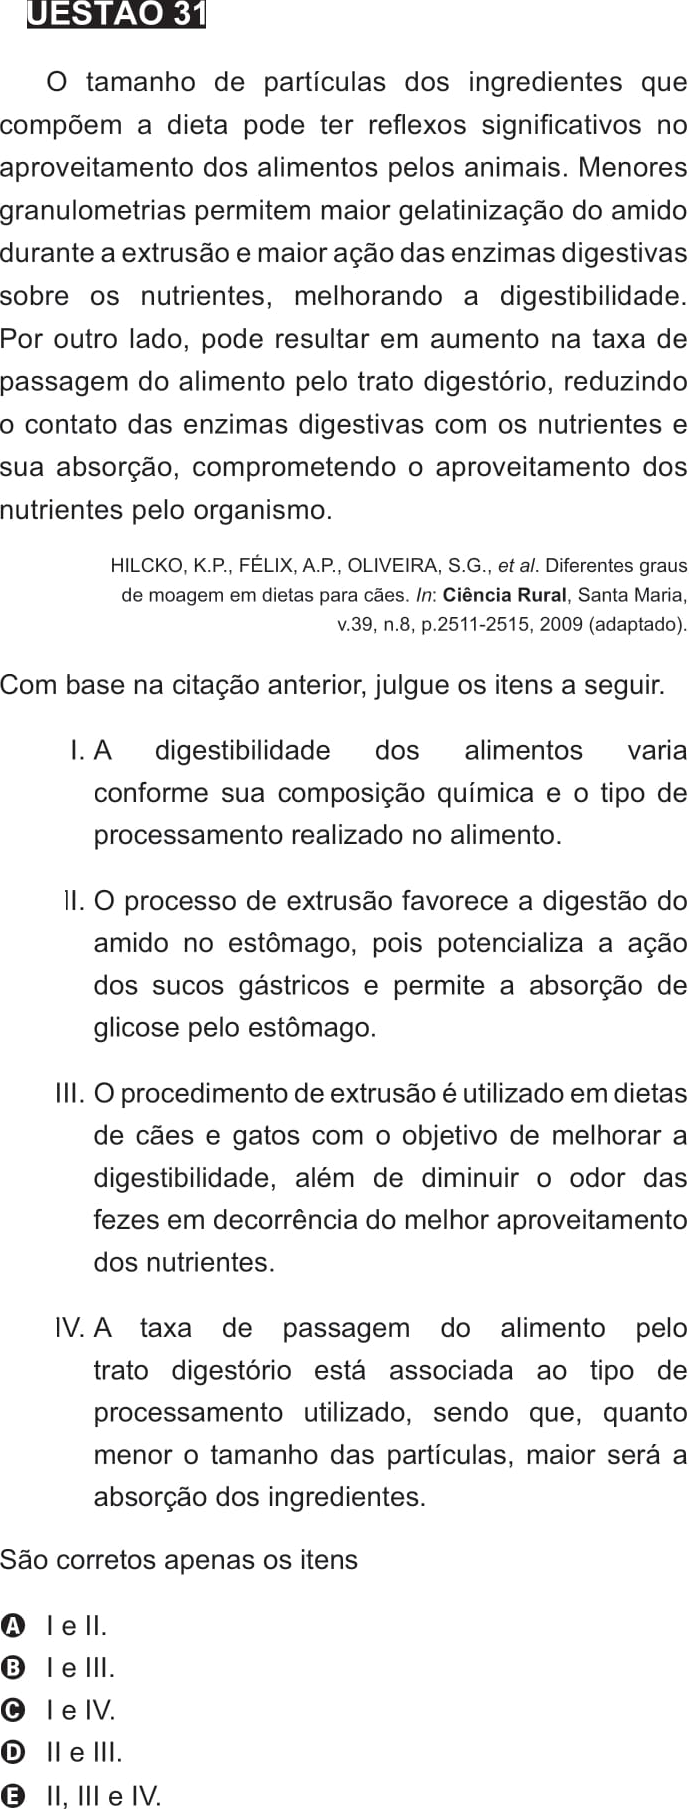 UESTÃO 31
O tamanho de partículas dos ingredientes que
compõem a dieta pode ter reflexos significativos no
aproveitamento dos alimentos pelos animais. Menores
granulometrias permitem maior gelatinização do amido
durante a extrusão e maior ação das enzimas digestivas
sobre os nutrientes, melhorando a digestibilidade.
Por outro lado, pode resultar em aumento na taxa de
passagem do alimento pelo trato digestório, reduzindo
o contato das enzimas digestivas com os nutrientes e
sua absorção, comprometendo o aproveitamento dos
nutrientes pelo organismo.
HILCKO, K.P., FÉLIX, A.P., OLIVEIRA, S.G., et al. Diferentes graus
de moagem em dietas para cães. In: Ciência Rural, Santa Maria,
v.39, n.8, p.2511-2515, 2009 (adaptado).
Com base na citação anterior, julgue os itens a seguir.
I. A digestibilidade dos alimentos varia
conforme sua composição química e o tipo de
processamento realizado no alimento.
II. O processo de extrusão favorece a digestão do
amido no estômago, pois potencializa a ação
dos sucos gástricos e permite a absorção de
glicose pelo estômago.
III. O procedimento de extrusão é utilizado em dietas
de cães e gatos com o objetivo de melhorar a
digestibilidade, além de diminuir o odor das
fezes em decorrência do melhor aproveitamento
dos nutrientes.
IV. A taxa de passagem do alimento pelo
trato digestório está associada ao tipo de
processamento utilizado, sendo que, quanto
menor o tamanho das partículas, maior será a
absorção dos ingredientes.
São corretos apenas os itens
A I e II.
B I e III.
C I e IV.
D II e III.
E II, III e IV.